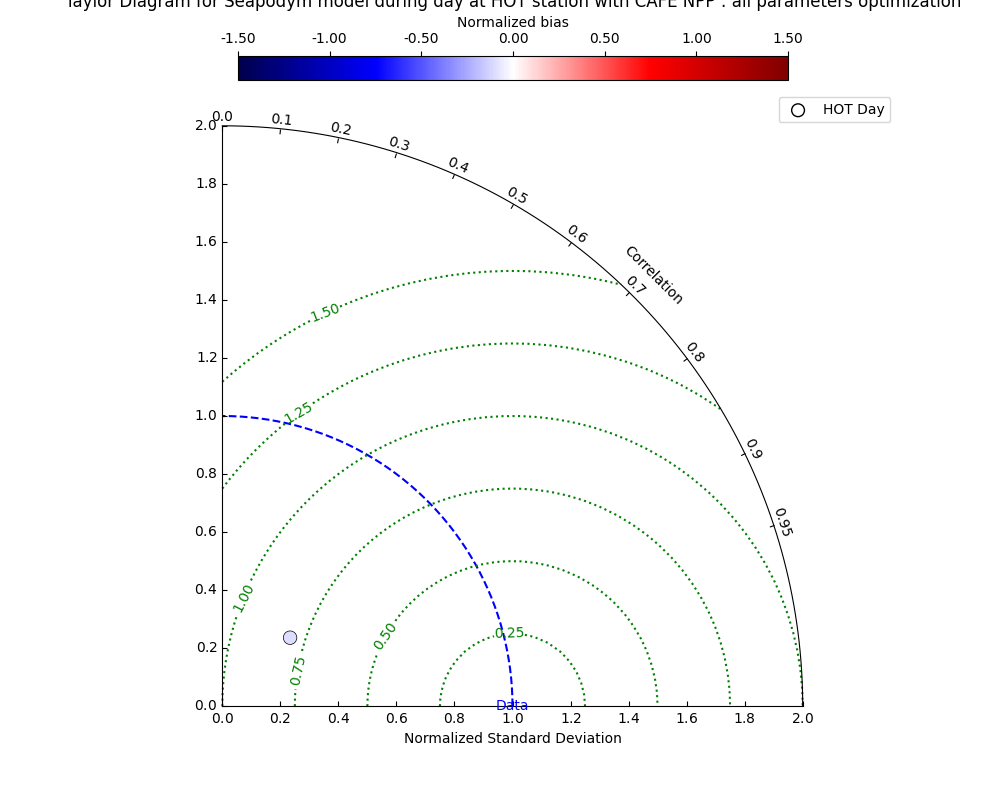 Taylor Diagram for Seapodym model during day at HOT station with CAFE NPP : all parameters optimization
Normalized bias
-1.50 -1.00 -0.50 0.00 0.50 1.00 1.50
HOT Day
0.0 0.1 0.2 0.3 0.4 0.5 0.6 0.7 0.8 0.9 0.95
Correlation
2.0
1.8
1.6
1.4
1.2
1.0
0.8
0.6
0.4
0.2
0.0
1.50
1.25
1.00
0.75
0.50
0.25
Data
0.0 0.2 0.4 0.6 0.8 1.0 1.2 1.4 1.6 1.8 2.0
Normalized Standard Deviation